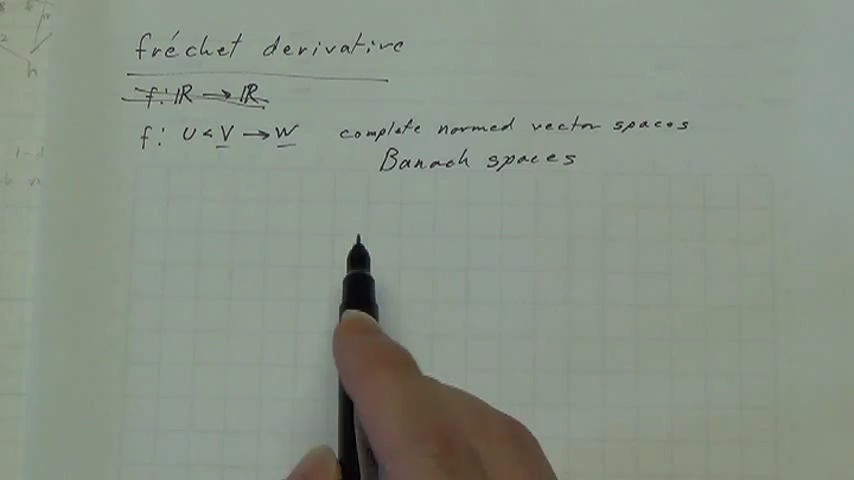 fréchet derivative
f: ℝ → ℝ
f: U < V → W complete normed vector spaces
Banach spaces